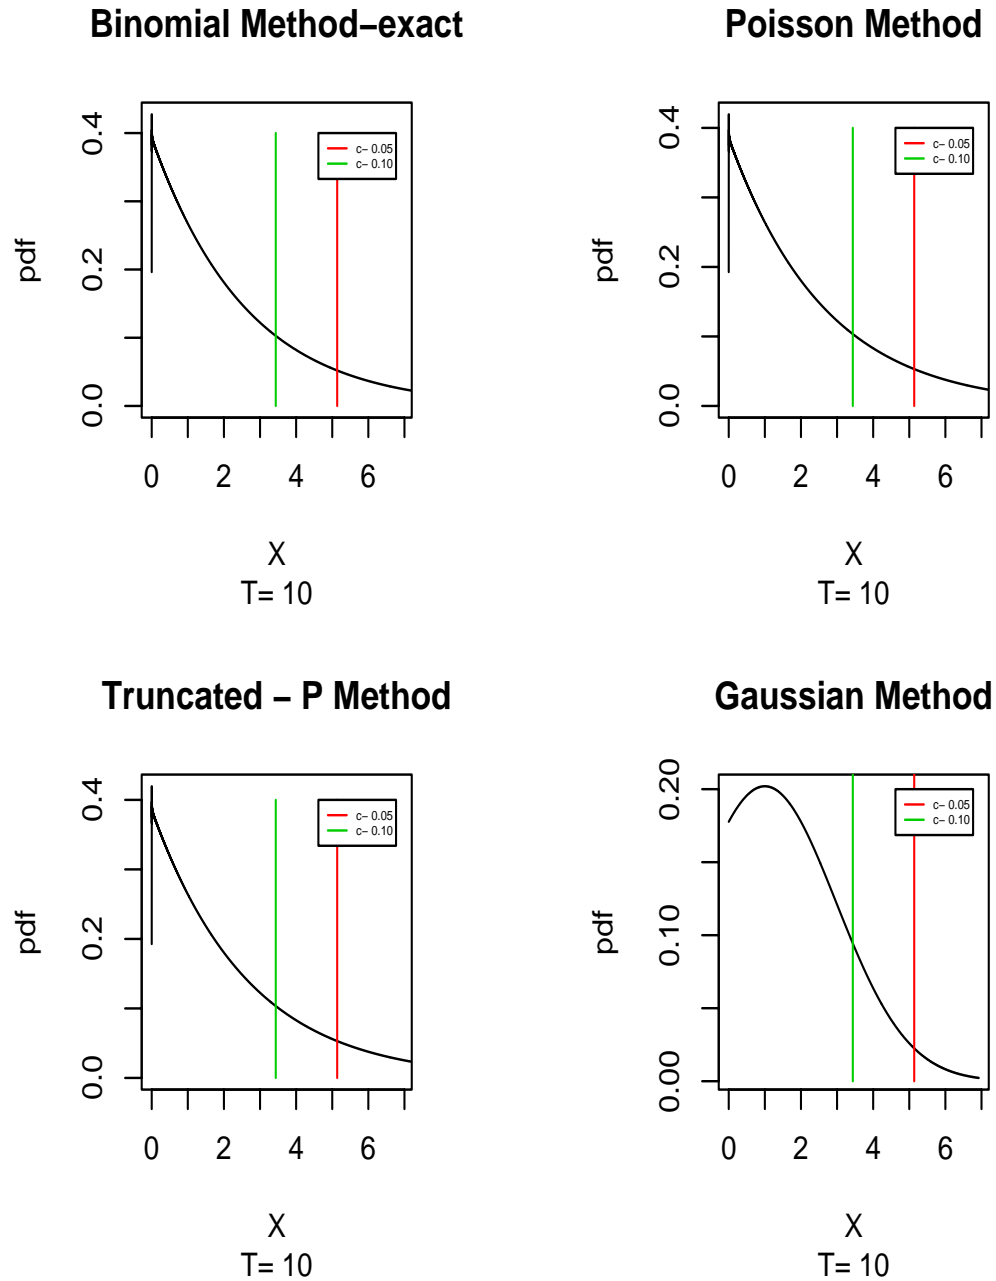 Binomial Method–exact
Poisson Method
pdf
0.0
0.2
0.4
c– 0.05
c– 0.10
0 2 4 6
X
T= 10
pdf
0.0
0.2
0.4
c– 0.05
c– 0.10
0 2 4 6
X
T= 10
Truncated – P Method
Gaussian Method
pdf
0.0
0.2
0.4
c– 0.05
c– 0.10
0 2 4 6
X
T= 10
pdf
0.00
0.10
0.20
c– 0.05
c– 0.10
0 2 4 6
X
T= 10